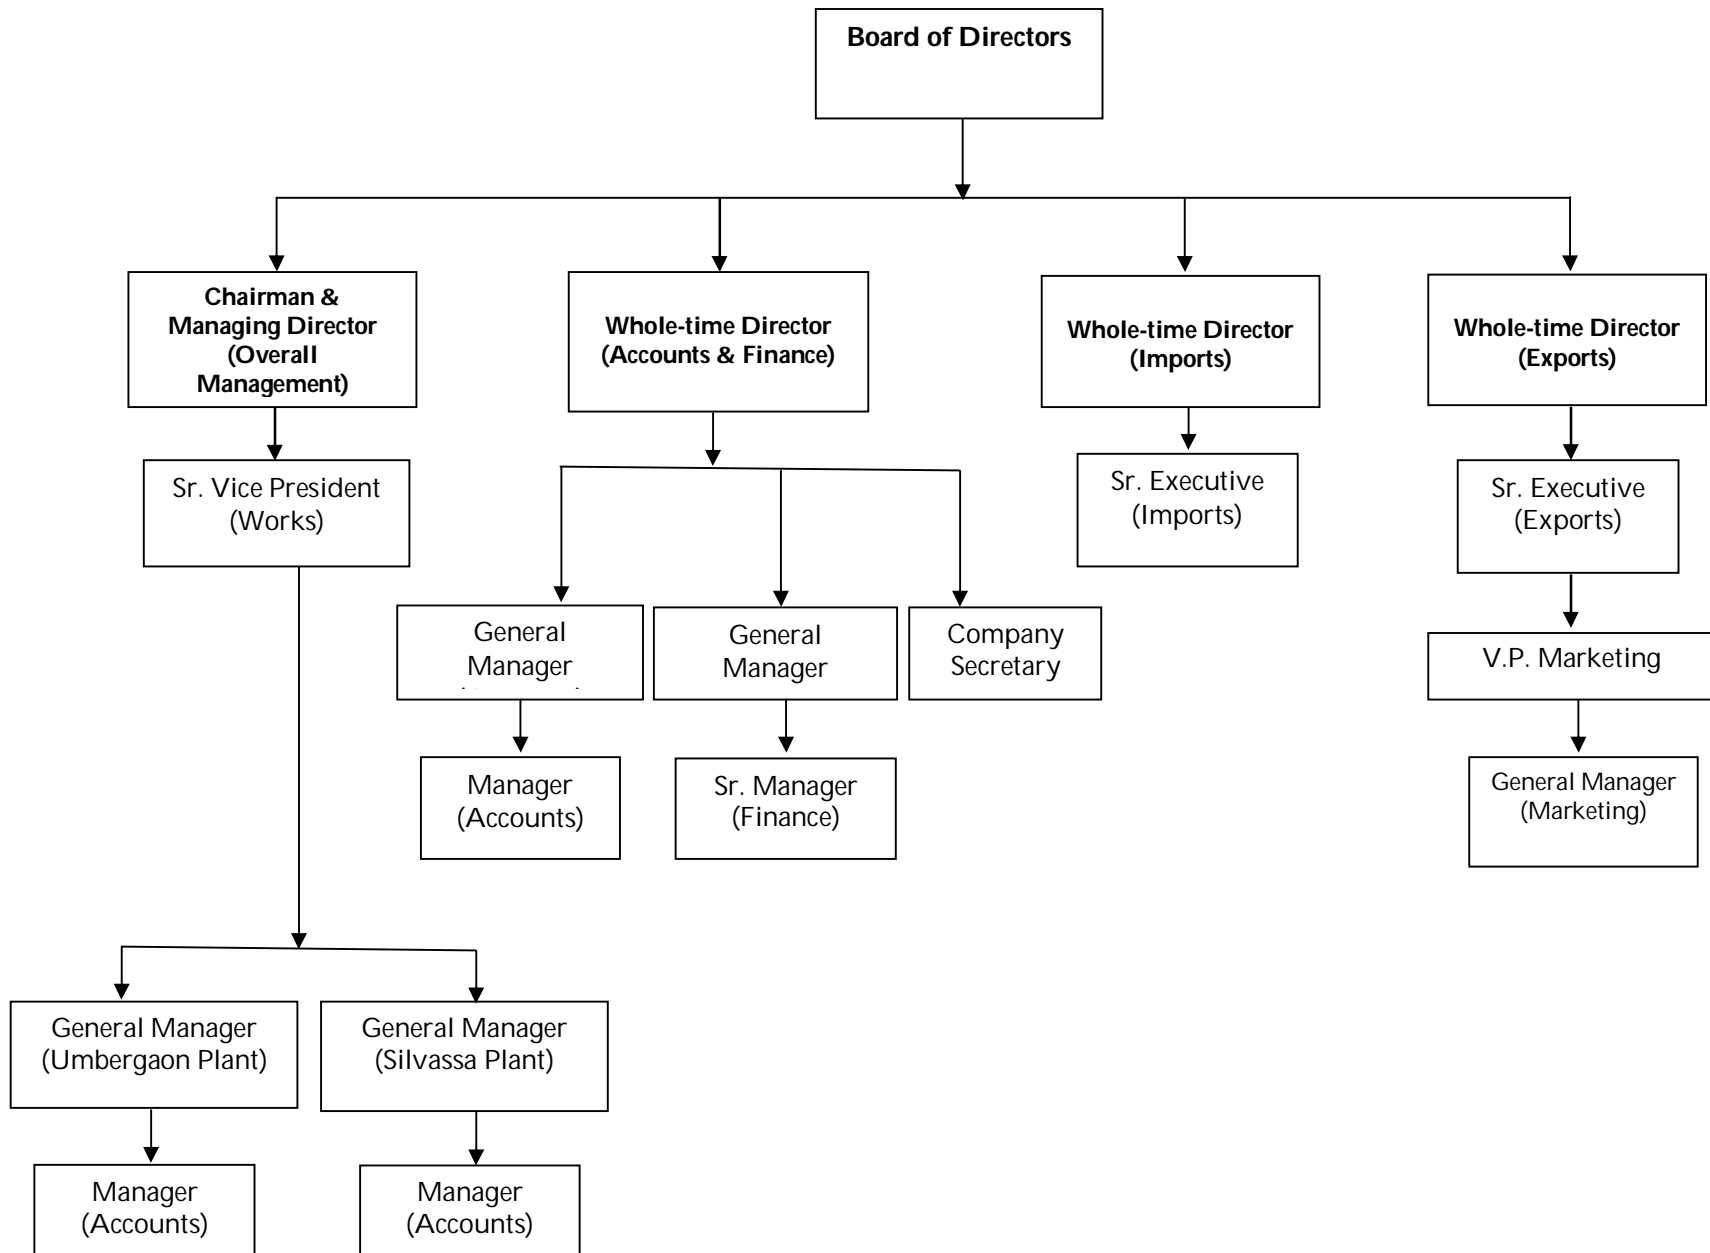 Board of Directors
Chairman &
Managing Director
(Overall
Management)
Whole-time Director
(Accounts & Finance)
Whole-time Director
(Imports)
Whole-time Director
(Exports)
Sr. Vice President
(Works)
Sr. Executive
(Imports)
Sr. Executive
(Exports)
General
Manager
General
Manager
Company
Secretary
V.P. Marketing
Manager
(Accounts)
Sr. Manager
(Finance)
General Manager
(Marketing)
General Manager
(Umbergaon Plant)
General Manager
(Silvassa Plant)
Manager
(Accounts)
Manager
(Accounts)